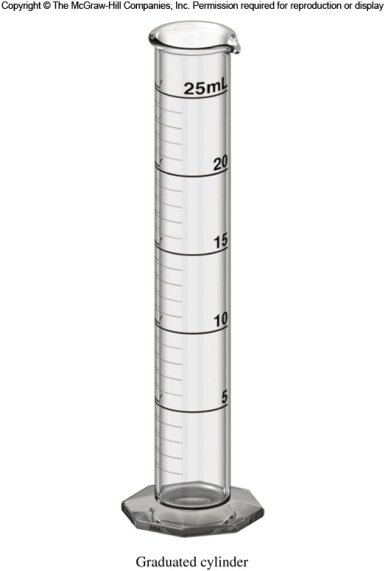 Copyright © The McGraw-Hill Companies, Inc. Permission required for reproduction or display
25mL
20
15
10
5
Graduated cylinder